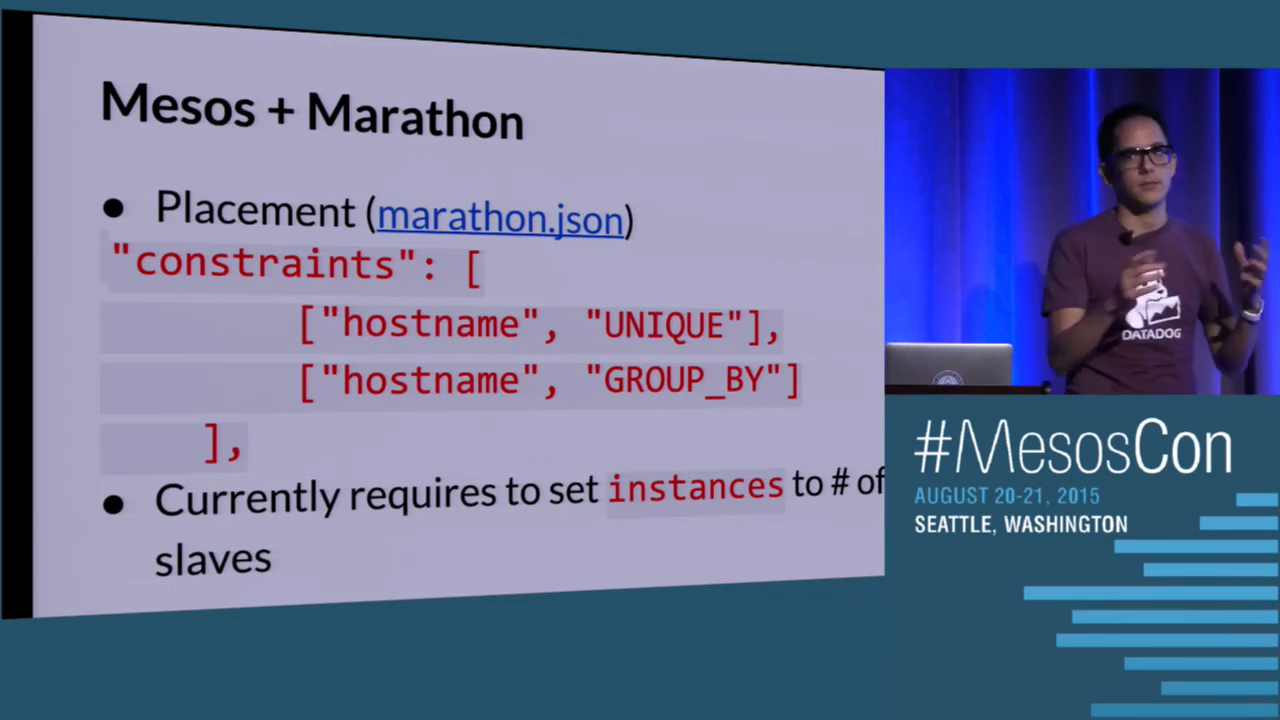 Mesos + Marathon
● Placement (marathon.json)
"constraints": [
["hostname", "UNIQUE"],
["hostname", "GROUP_BY"]
],
● Currently requires to set instances to # of
slaves
DATADOG
#MesosCon
AUGUST 20-21, 2015
SEATTLE, WASHINGTON